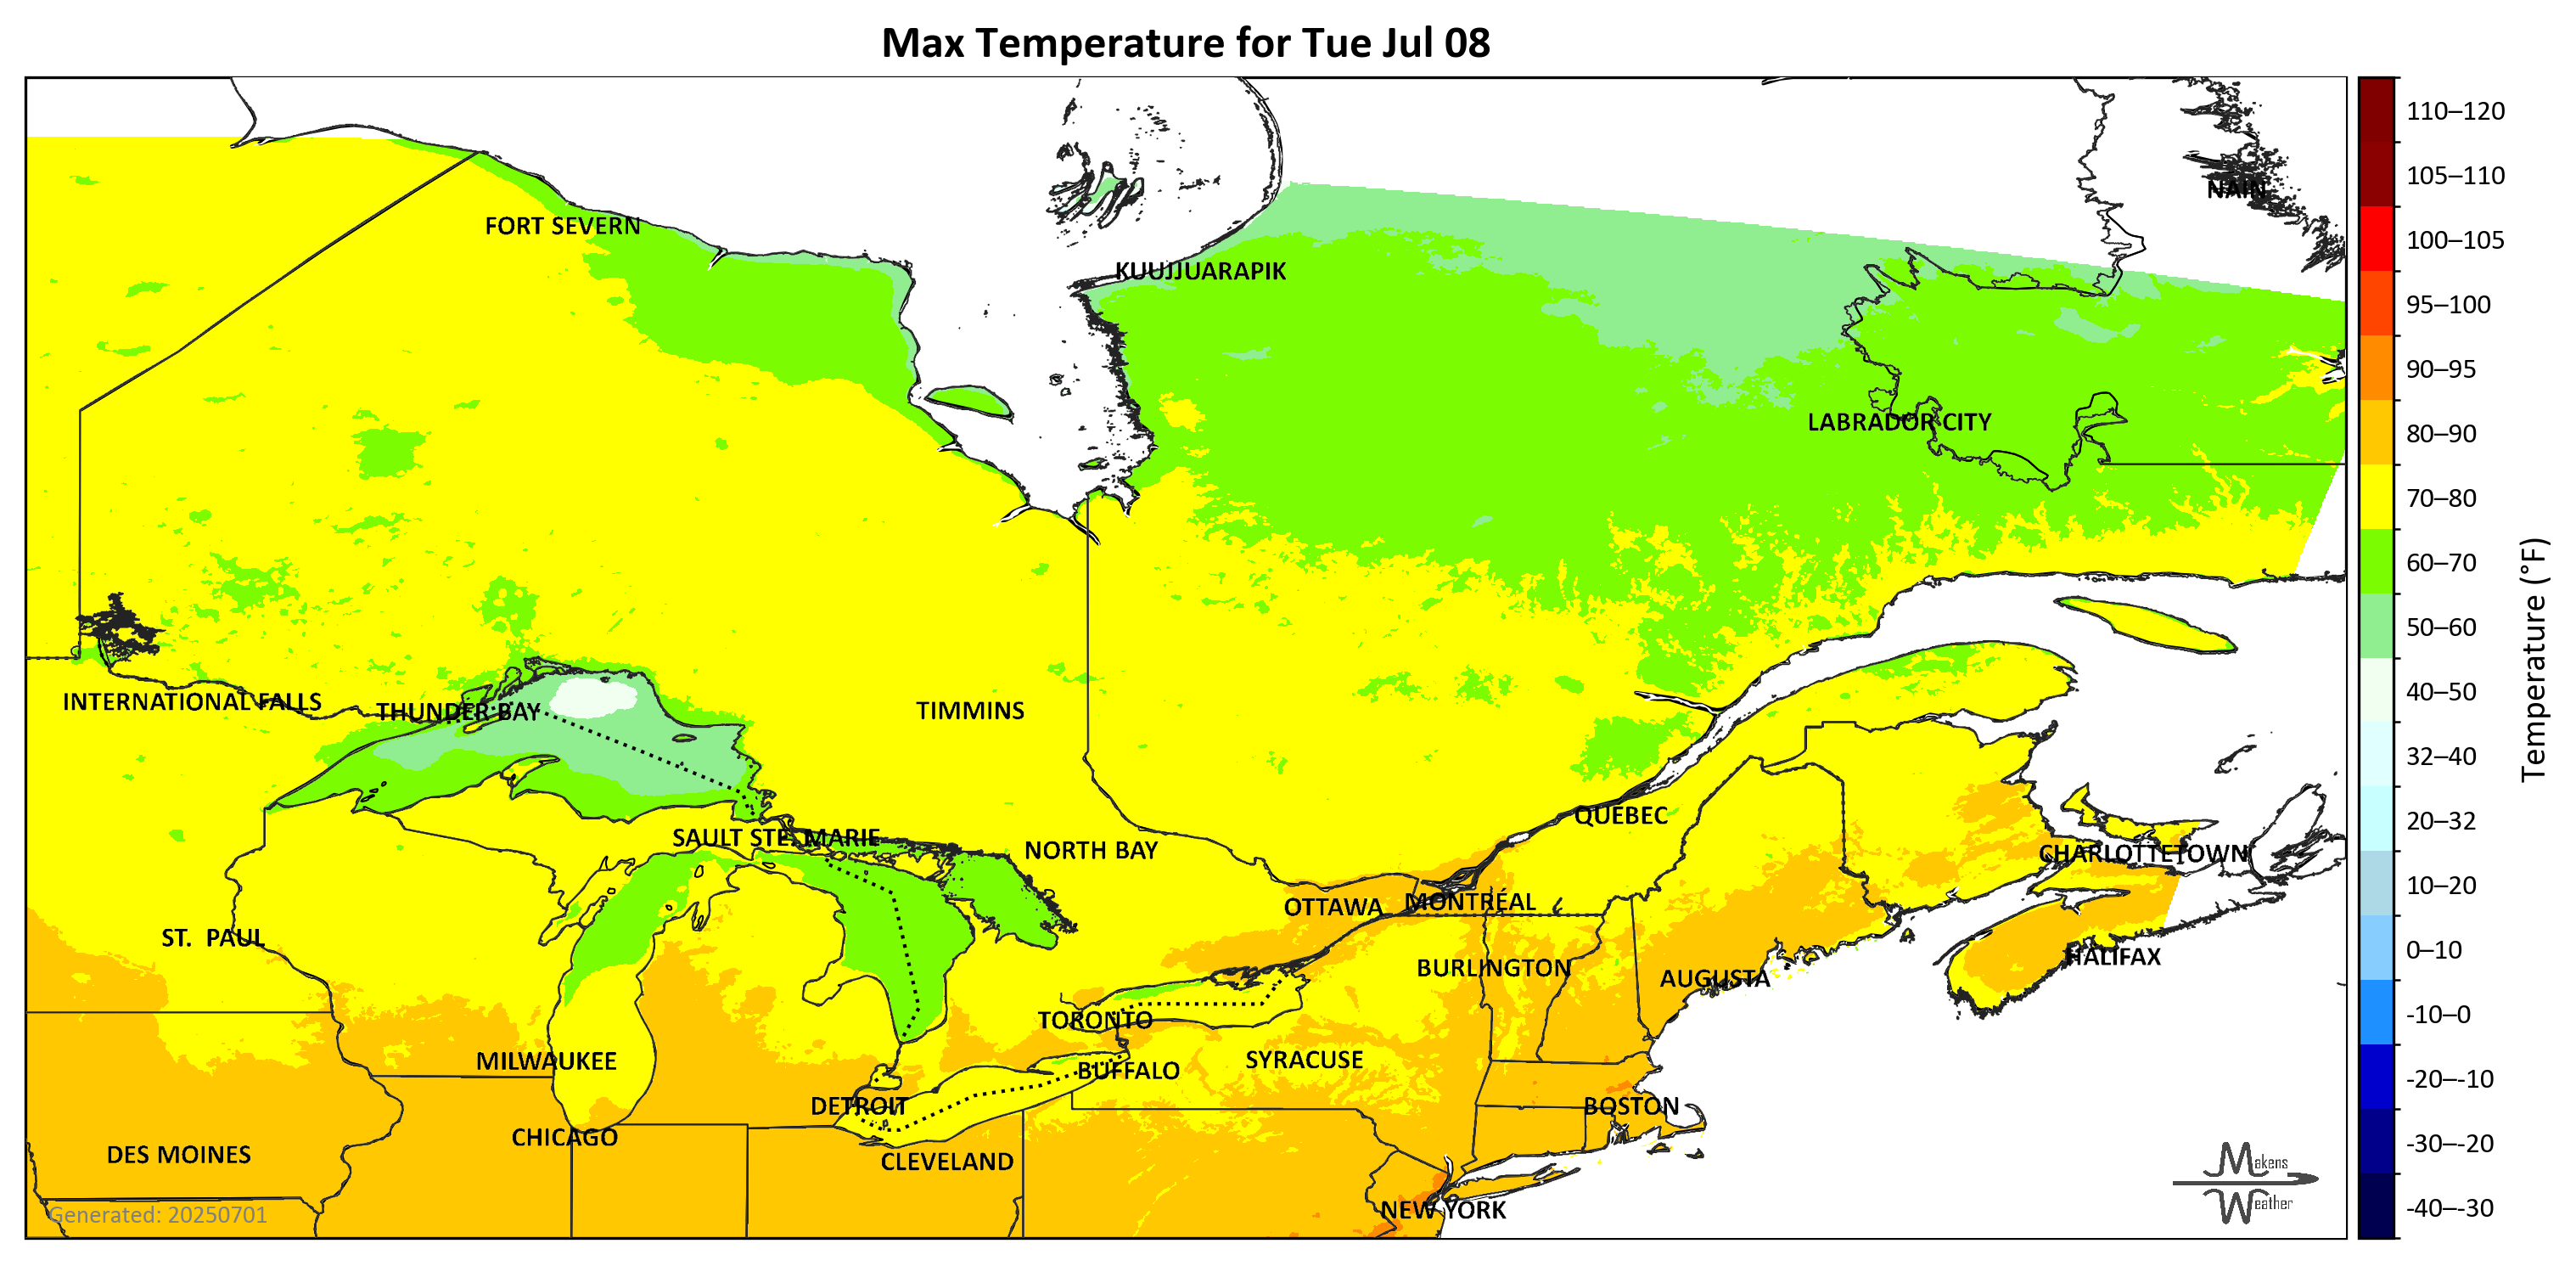 Max Temperature for Tue Jul 08
110–120
105–110
100–105
95–100
90–95
80–90
70–80
60–70
50–60
40–50
32–40
20–32
10–20
0–10
-10–0
-20–-10
-30–-20
-40–-30
Temperature (°F)
NAIN
FORT SEVERN
KUUJJUARAPIK
LABRADOR CITY
INTERNATIONAL FALLS
THUNDER BAY
TIMMINS
QUEBEC
SAULT STE. MARIE
NORTH BAY
CHARLOTTETOWN
OTTAWA
MONTRÉAL
ST. PAUL
HALIFAX
BURLINGTON
AUGUSTA
TORONTO
MILWAUKEE
SYRACUSE
BUFFALO
DETROIT
BOSTON
CHICAGO
DES MOINES
CLEVELAND
NEW YORK
Generated: 20250701
Makens
Weather